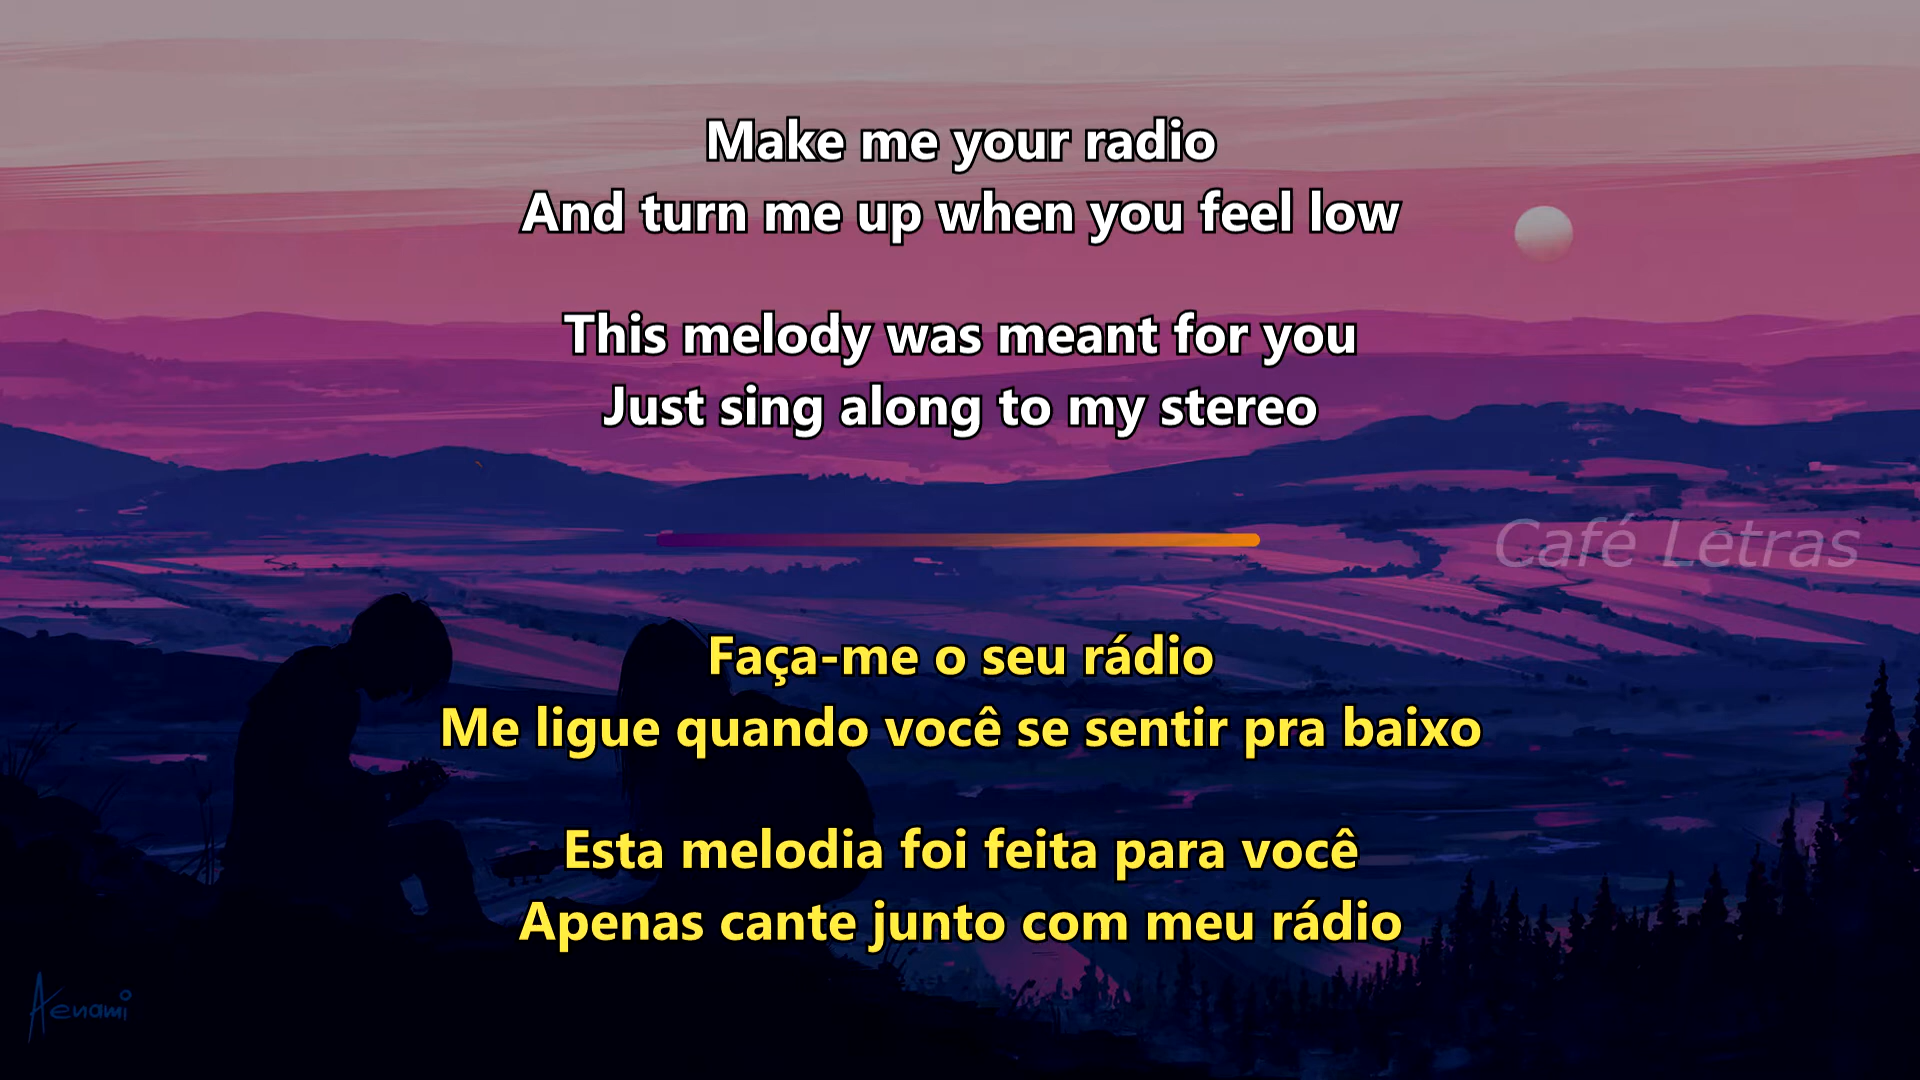 Make me your radio
And turn me up when you feel low
This melody was meant for you
Just sing along to my stereo
Café Letras
Faça-me o seu rádio
Me ligue quando você se sentir pra baixo
Esta melodia foi feita para você
Apenas cante junto com meu rádio
Aenami